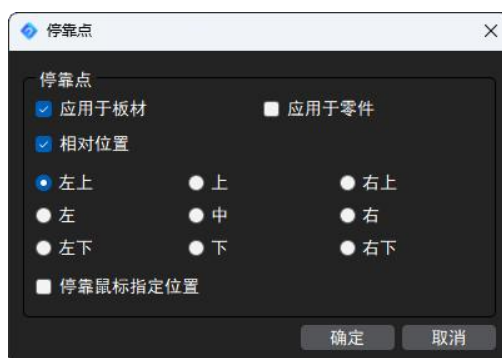 停靠点
停靠点
应用于板材 应用于零件
相对位置
左上 上 右上
左 中 右
左下 下 右下
停靠鼠标指定位置
确定 取消